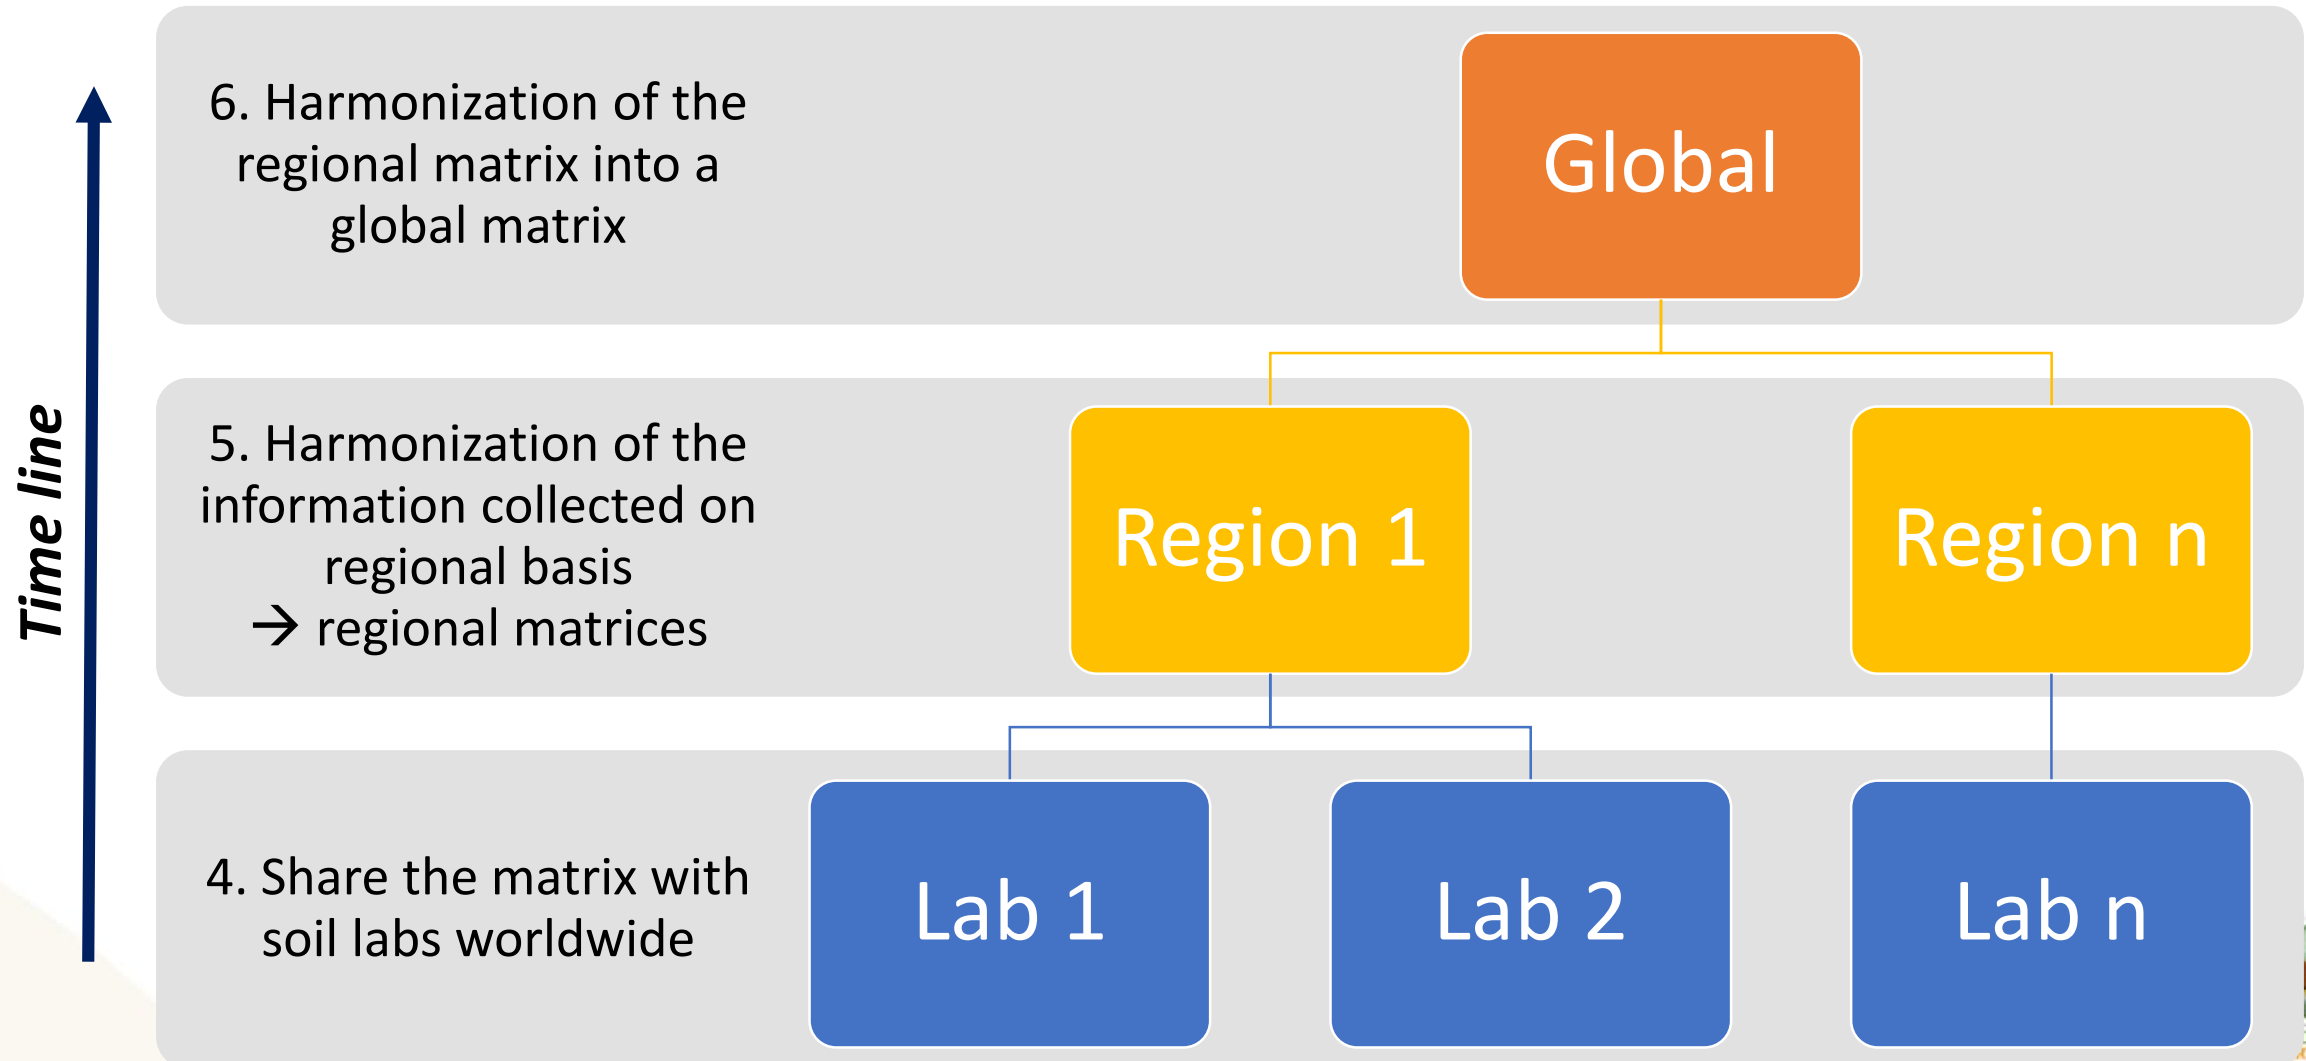 Time line
6. Harmonization of the
regional matrix into a
global matrix
Global
5. Harmonization of the
information collected on
regional basis
→ regional matrices
Region 1
Region n
4. Share the matrix with
soil labs worldwide
Lab 1
Lab 2
Lab n